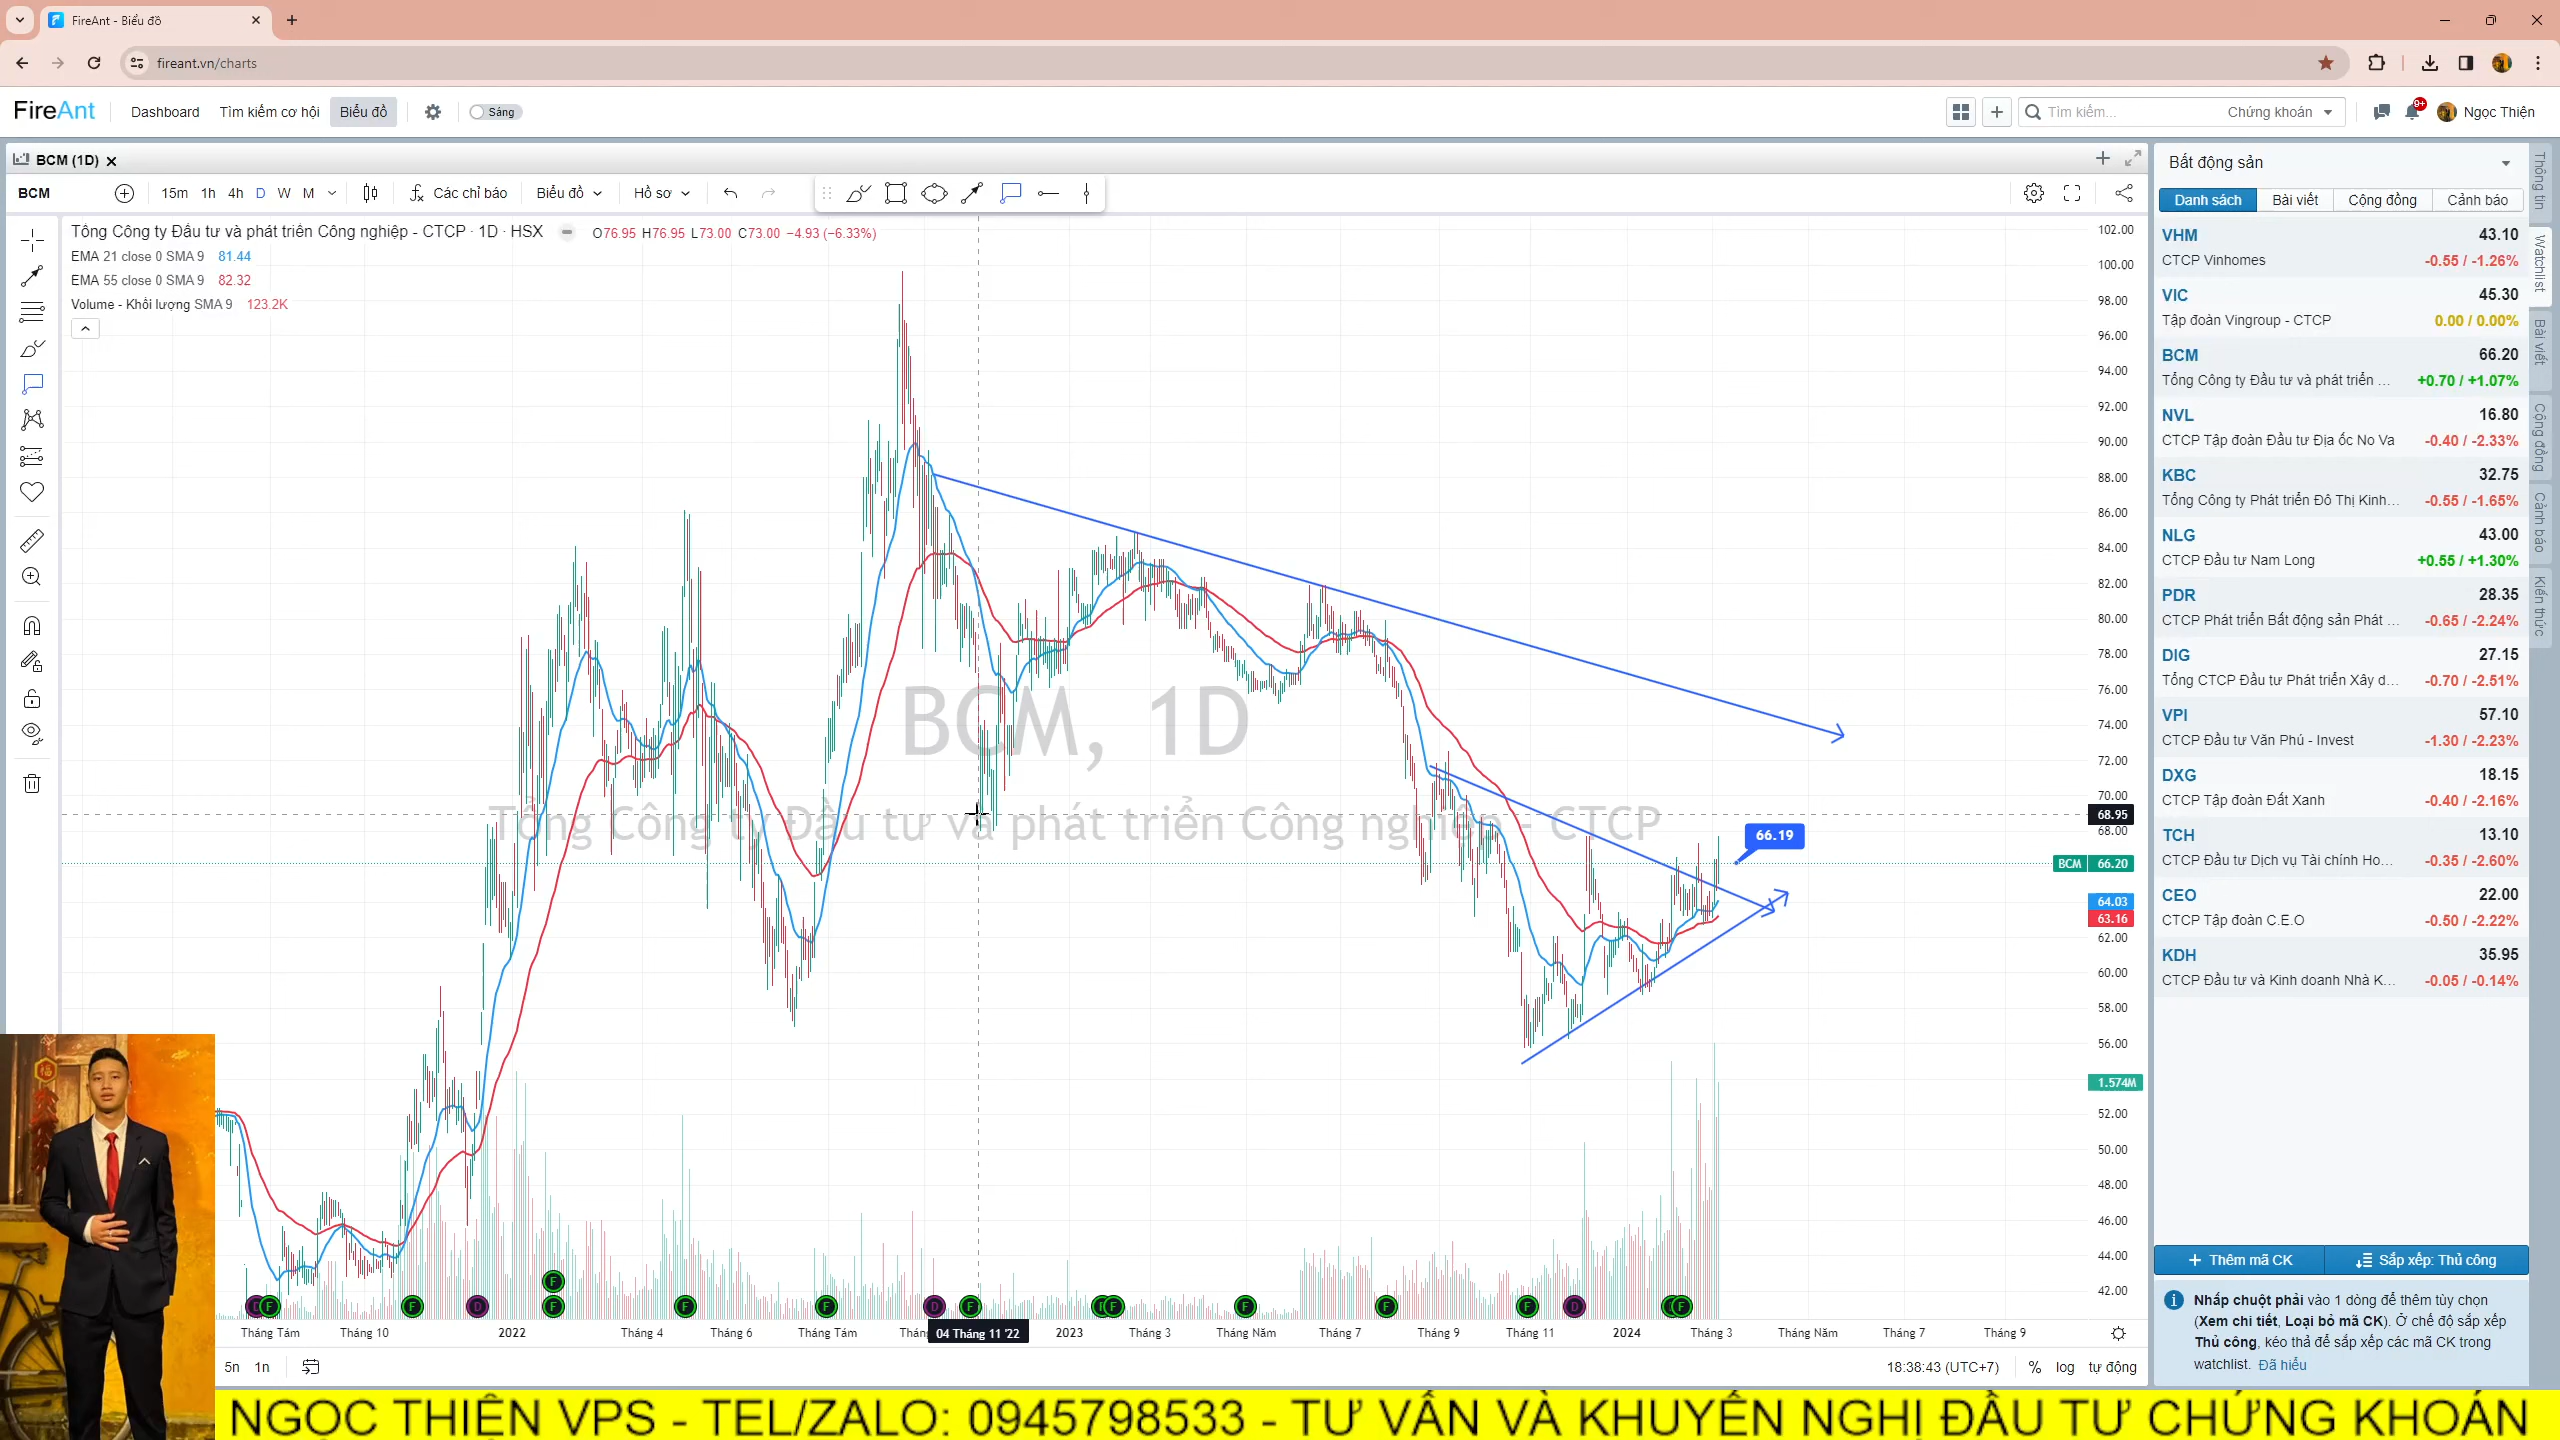 FireAnt - Biểu đồ
fireant.vn/charts
FireAnt Dashboard Tìm kiếm cơ hội Biểu đồ Sáng Tìm kiếm... Chứng khoán 9+ Ngọc Thiện
BCM (1D)
BCM 15m 1h 4h D W M Các chỉ báo Biểu đồ Hồ sơ
Tổng Công ty Đầu tư và phát triển Công nghiệp - CTCP · 1D · HSX O76.95 H76.95 L73.00 C73.00 −4.93 (−6.33%)
EMA 21 close 0 SMA 9 81.44
EMA 55 close 0 SMA 9 82.32
Volume - Khối lượng SMA 9 123.2K
BCM, 1D
Tổng Công ty Đầu tư và phát triển Công nghiệp - CTCP
66.19
102.00
100.00
98.00
96.00
94.00
92.00
90.00
88.00
86.00
84.00
82.00
80.00
78.00
76.00
74.00
72.00
70.00
68.95
68.00
BCM 66.20
64.03
63.16
62.00
60.00
58.00
56.00
1.574M
52.00
50.00
48.00
46.00
44.00
42.00
D F F D F F F F D F F F F F D F
Tháng Tám Tháng 10 2022 Tháng 4 Tháng 6 Tháng Tám 04 Tháng 11 '22 2023 Tháng 3 Tháng Năm Tháng 7 Tháng 9 Tháng 11 2024 Tháng 3 Tháng Năm Tháng 7 Tháng 9
5n 1n 18:38:43 (UTC+7) % log tự động
Bất động sản
Danh sách Bài viết Cộng đồng Cảnh báo
VHM 43.10
CTCP Vinhomes -0.55 / -1.26%
VIC 45.30
Tập đoàn Vingroup - CTCP 0.00 / 0.00%
BCM 66.20
Tổng Công ty Đầu tư và phát triển ... +0.70 / +1.07%
NVL 16.80
CTCP Tập đoàn Đầu tư Địa ốc No Va -0.40 / -2.33%
KBC 32.75
Tổng Công ty Phát triển Đô Thị Kinh... -0.55 / -1.65%
NLG 43.00
CTCP Đầu tư Nam Long +0.55 / +1.30%
PDR 28.35
CTCP Phát triển Bất động sản Phát ... -0.65 / -2.24%
DIG 27.15
Tổng CTCP Đầu tư Phát triển Xây d... -0.70 / -2.51%
VPI 57.10
CTCP Đầu tư Văn Phú - Invest -1.30 / -2.23%
DXG 18.15
CTCP Tập đoàn Đất Xanh -0.40 / -2.16%
TCH 13.10
CTCP Đầu tư Dịch vụ Tài chính Ho... -0.35 / -2.60%
CEO 22.00
CTCP Tập đoàn C.E.O -0.50 / -2.22%
KDH 35.95
CTCP Đầu tư và Kinh doanh Nhà K... -0.05 / -0.14%
Thêm mã CK Sắp xếp: Thủ công
Nhấp chuột phải vào 1 dòng để thêm tùy chọn
(Xem chi tiết, Loại bỏ mã CK). Ở chế độ sắp xếp
Thủ công, kéo thả để sắp xếp các mã CK trong
watchlist. Đã hiểu
Thông tin
Watchlist
Bài viết
Cộng đồng
Cảnh báo
Kiến thức
NGỌC THIỆN VPS - TEL/ZALO: 0945798533 - TƯ VẤN VÀ KHUYẾN NGHỊ ĐẦU TƯ CHỨNG KHOÁN